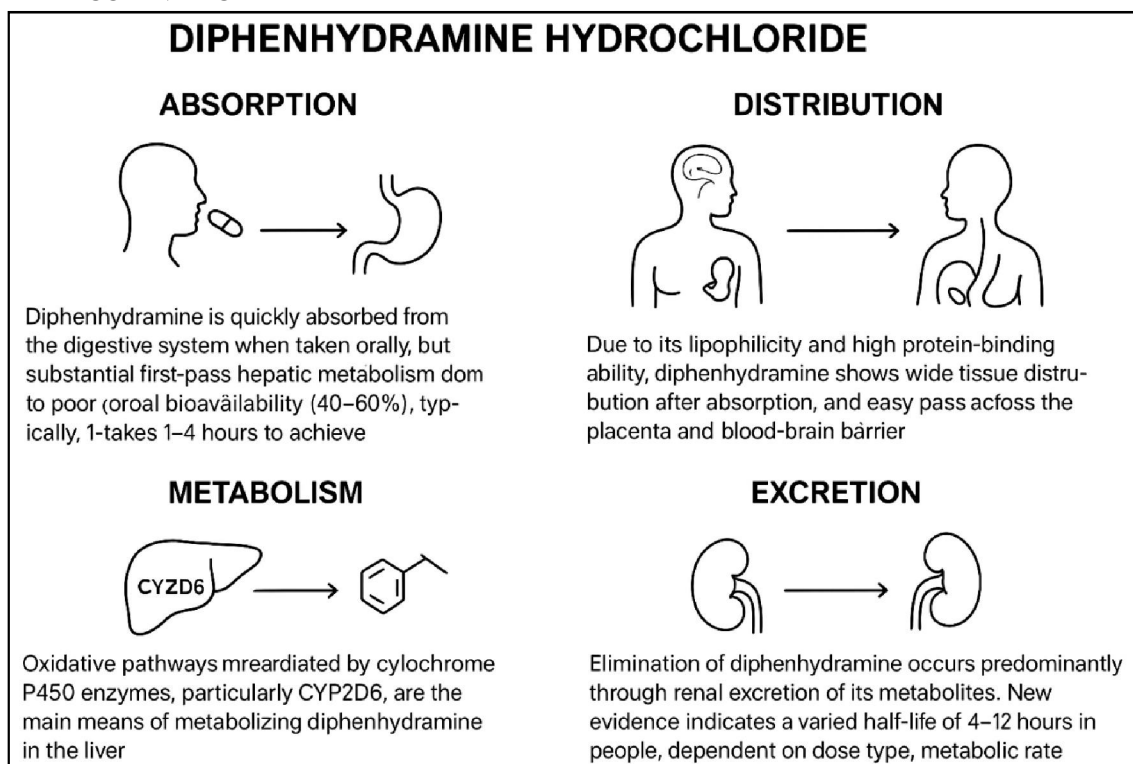 DIPHENHYDRAMINE HYDROCHLORIDE
ABSORPTION
Diphenhydramine is quickly absorbed from
the digestive system when taken orally, but
substantial first-pass hepatic metabolism dom
to poor (oroal bioaväilability (40–60%), typ-
ically, 1-takes 1–4 hours to achieve
DISTRIBUTION
Due to its lipophilicity and high protein-binding
ability, diphenhydramine shows wide tissue distru-
bution after absorption, and easy pass acfoss the
placenta and blood-brain bárrier
METABOLISM
CYZD6
Oxidative pathways mreardiated by cylochrome
P450 enzymes, particularly CYP2D6, are the
main means of metabolizing diphenhydramine
in the liver
EXCRETION
Elimination of diphenhydramine occurs predominantly
through renal excretion of its metabolites. New
evidence indicates a varied half-life of 4–12 hours in
people, dependent on dose type, metabolic rate